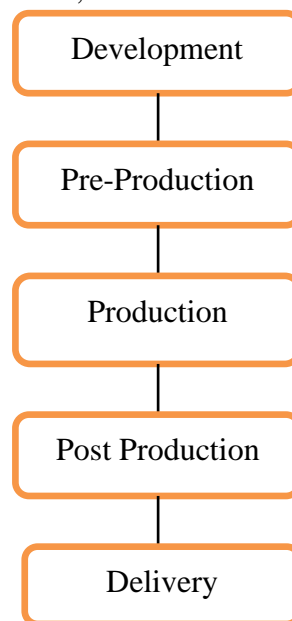 Development
Pre-Production
Production
Post Production
Delivery